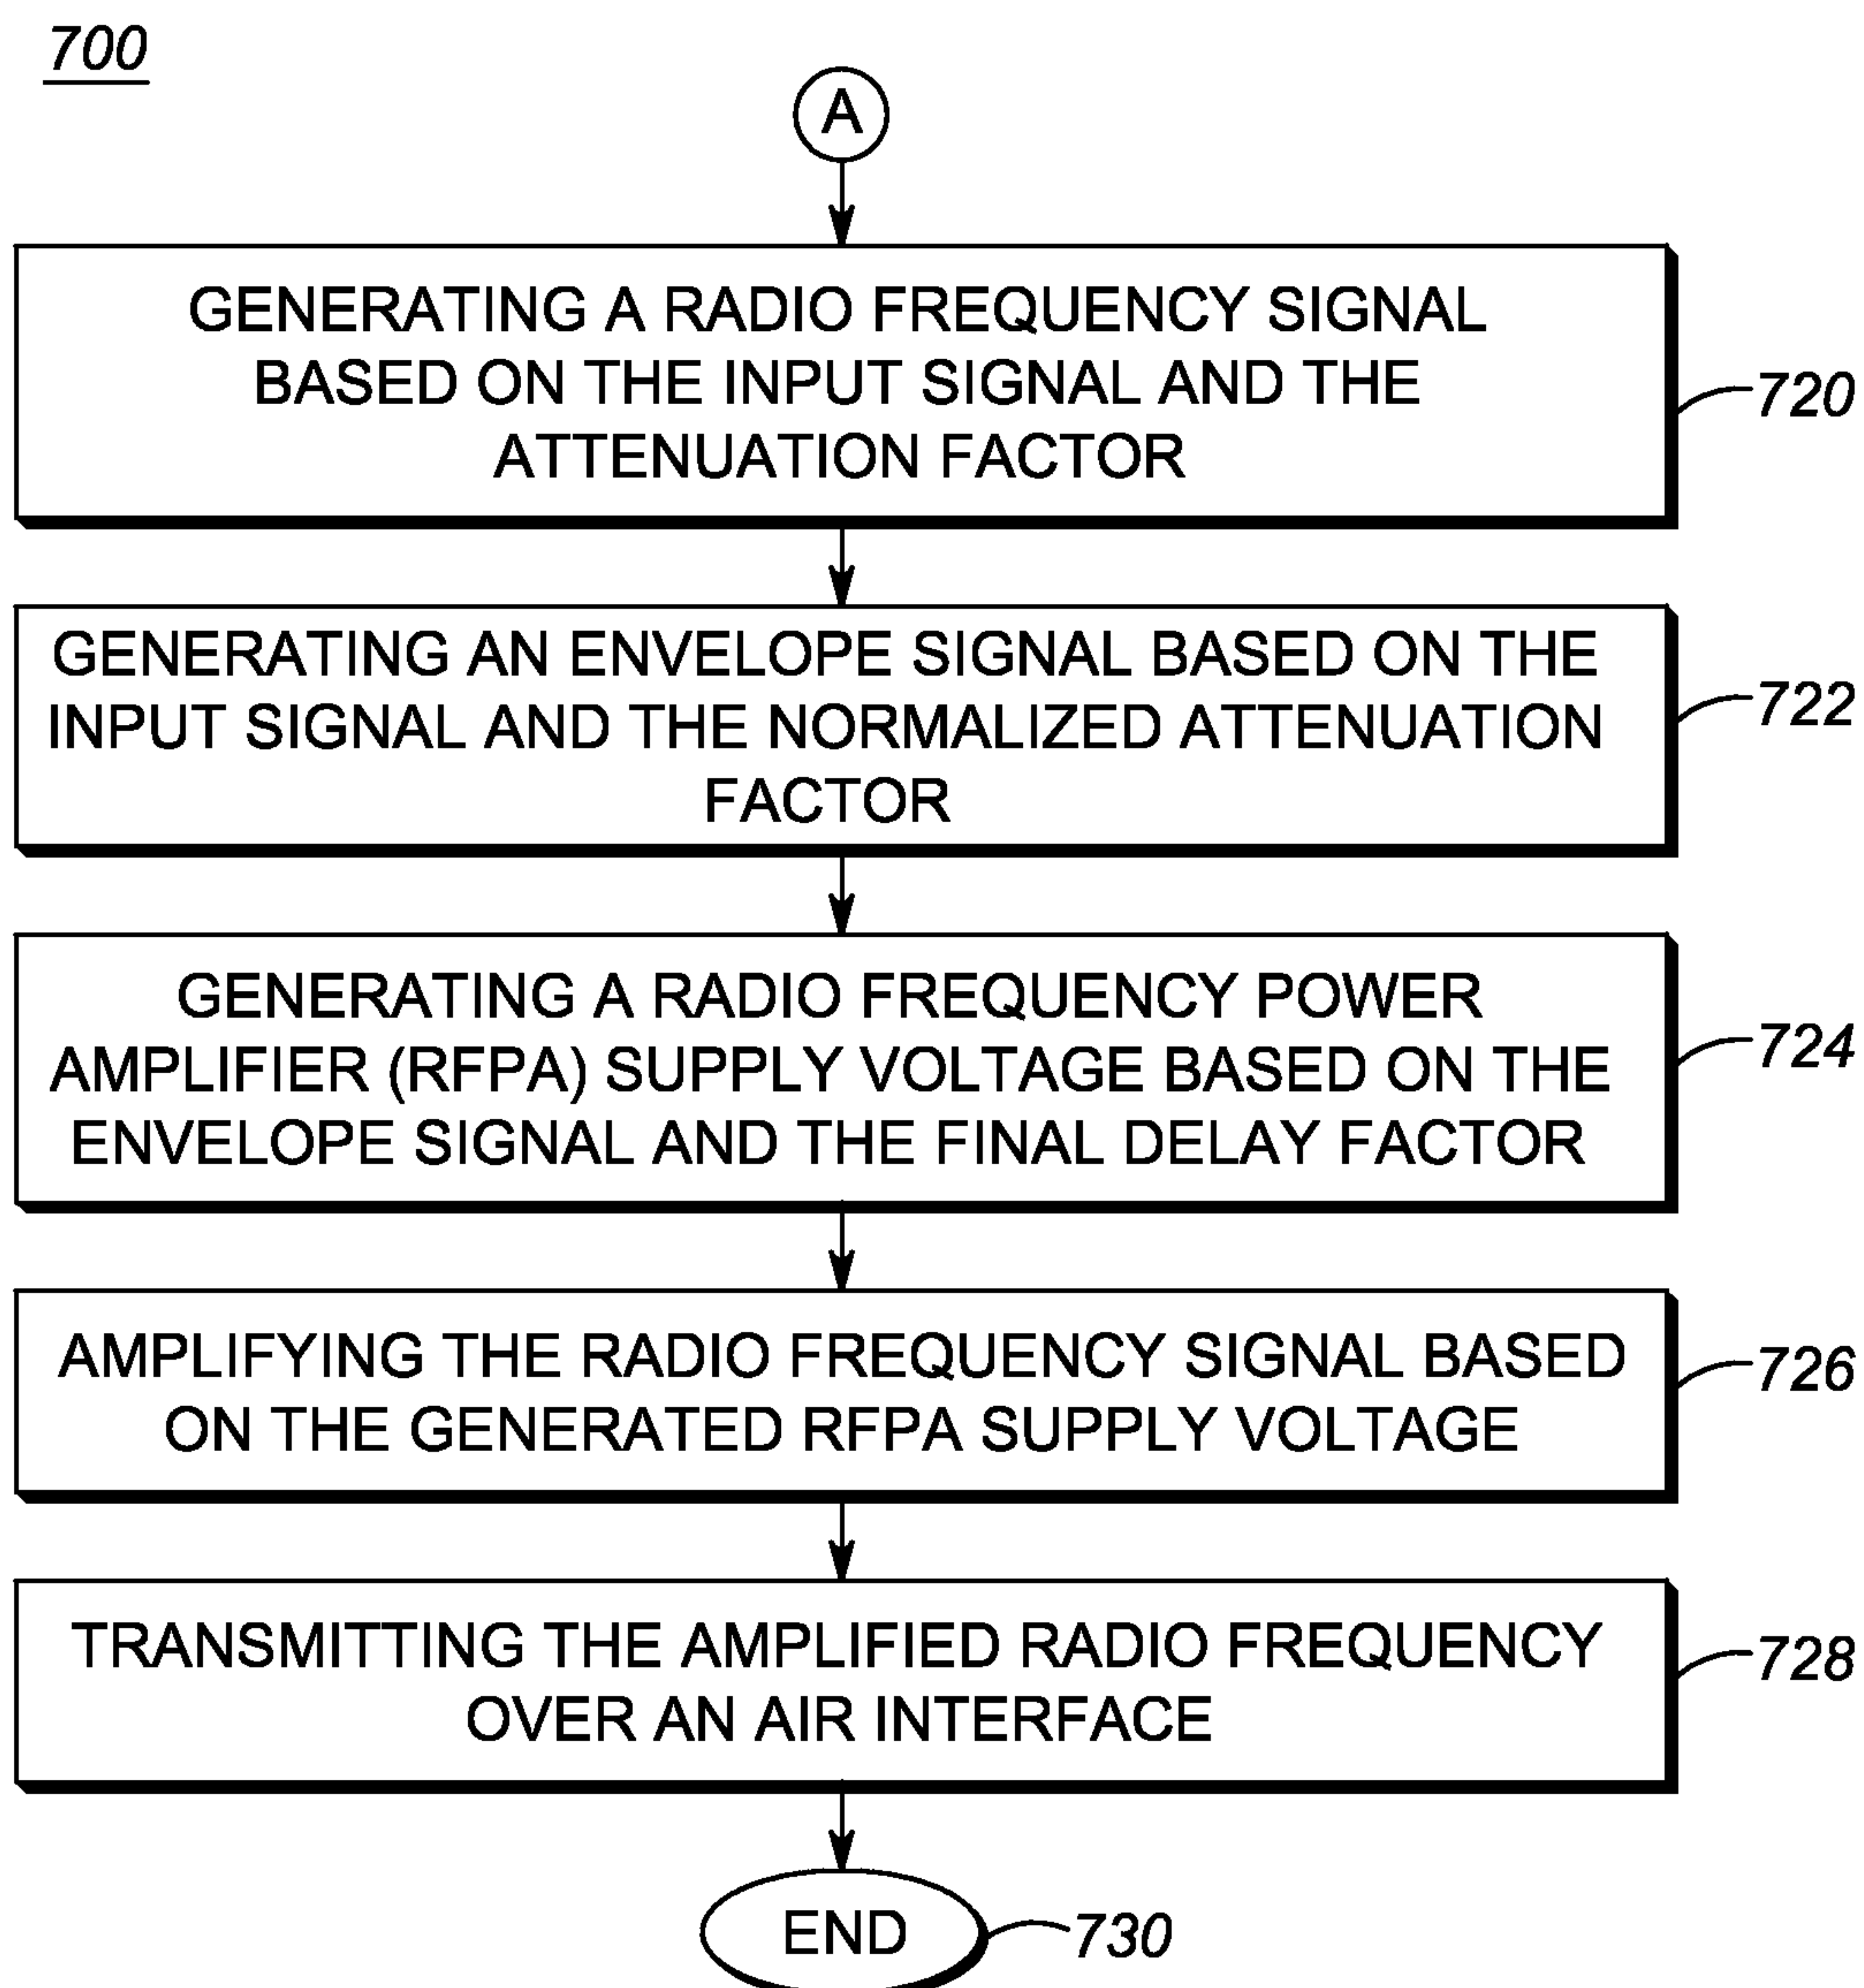 700
A
GENERATING A RADIO FREQUENCY SIGNAL
BASED ON THE INPUT SIGNAL AND THE
ATTENUATION FACTOR
720
GENERATING AN ENVELOPE SIGNAL BASED ON THE
INPUT SIGNAL AND THE NORMALIZED ATTENUATION
FACTOR
722
GENERATING A RADIO FREQUENCY POWER
AMPLIFIER (RFPA) SUPPLY VOLTAGE BASED ON THE
ENVELOPE SIGNAL AND THE FINAL DELAY FACTOR
724
AMPLIFYING THE RADIO FREQUENCY SIGNAL BASED
ON THE GENERATED RFPA SUPPLY VOLTAGE
726
TRANSMITTING THE AMPLIFIED RADIO FREQUENCY
OVER AN AIR INTERFACE
728
END
730